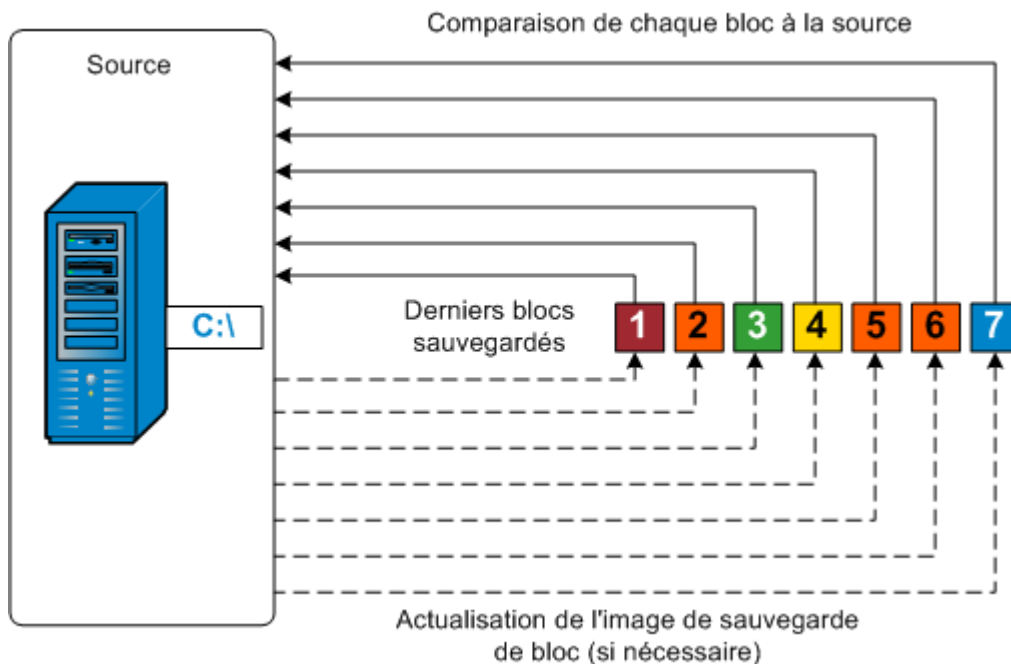 Comparaison de chaque bloc à la source
Source
C:\
Derniers blocs
sauvegardés
1 2 3 4 5 6 7
Actualisation de l'image de sauvegarde
de bloc (si nécessaire)